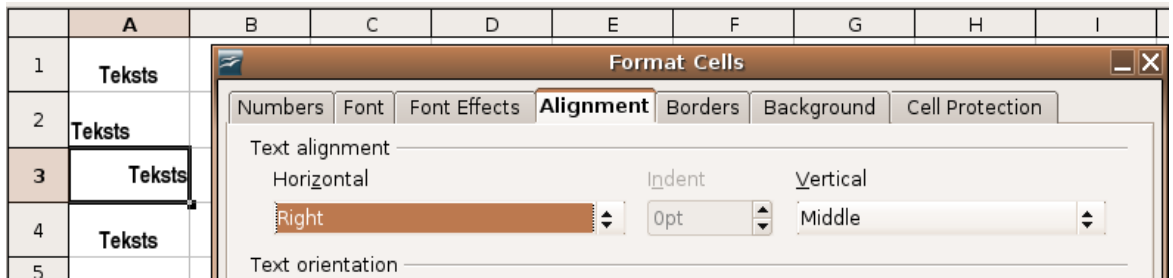 A B C D E F G H I
1 Teksts
Format Cells
Numbers Font Font Effects Alignment Borders Background Cell Protection
2 Teksts
Text alignment
3 Teksts
Horizontal Indent Vertical
Right 0pt Middle
4 Teksts
Text orientation
5